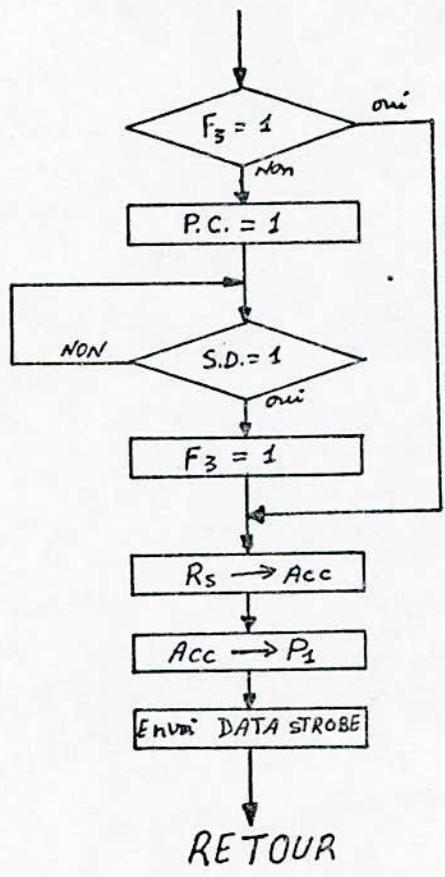 F3 = 1
oui
Non
P.C. = 1
NON
S.D. = 1
oui
F3 = 1
Rs → Acc
Acc → P1
Envoi DATA STROBE
RETOUR